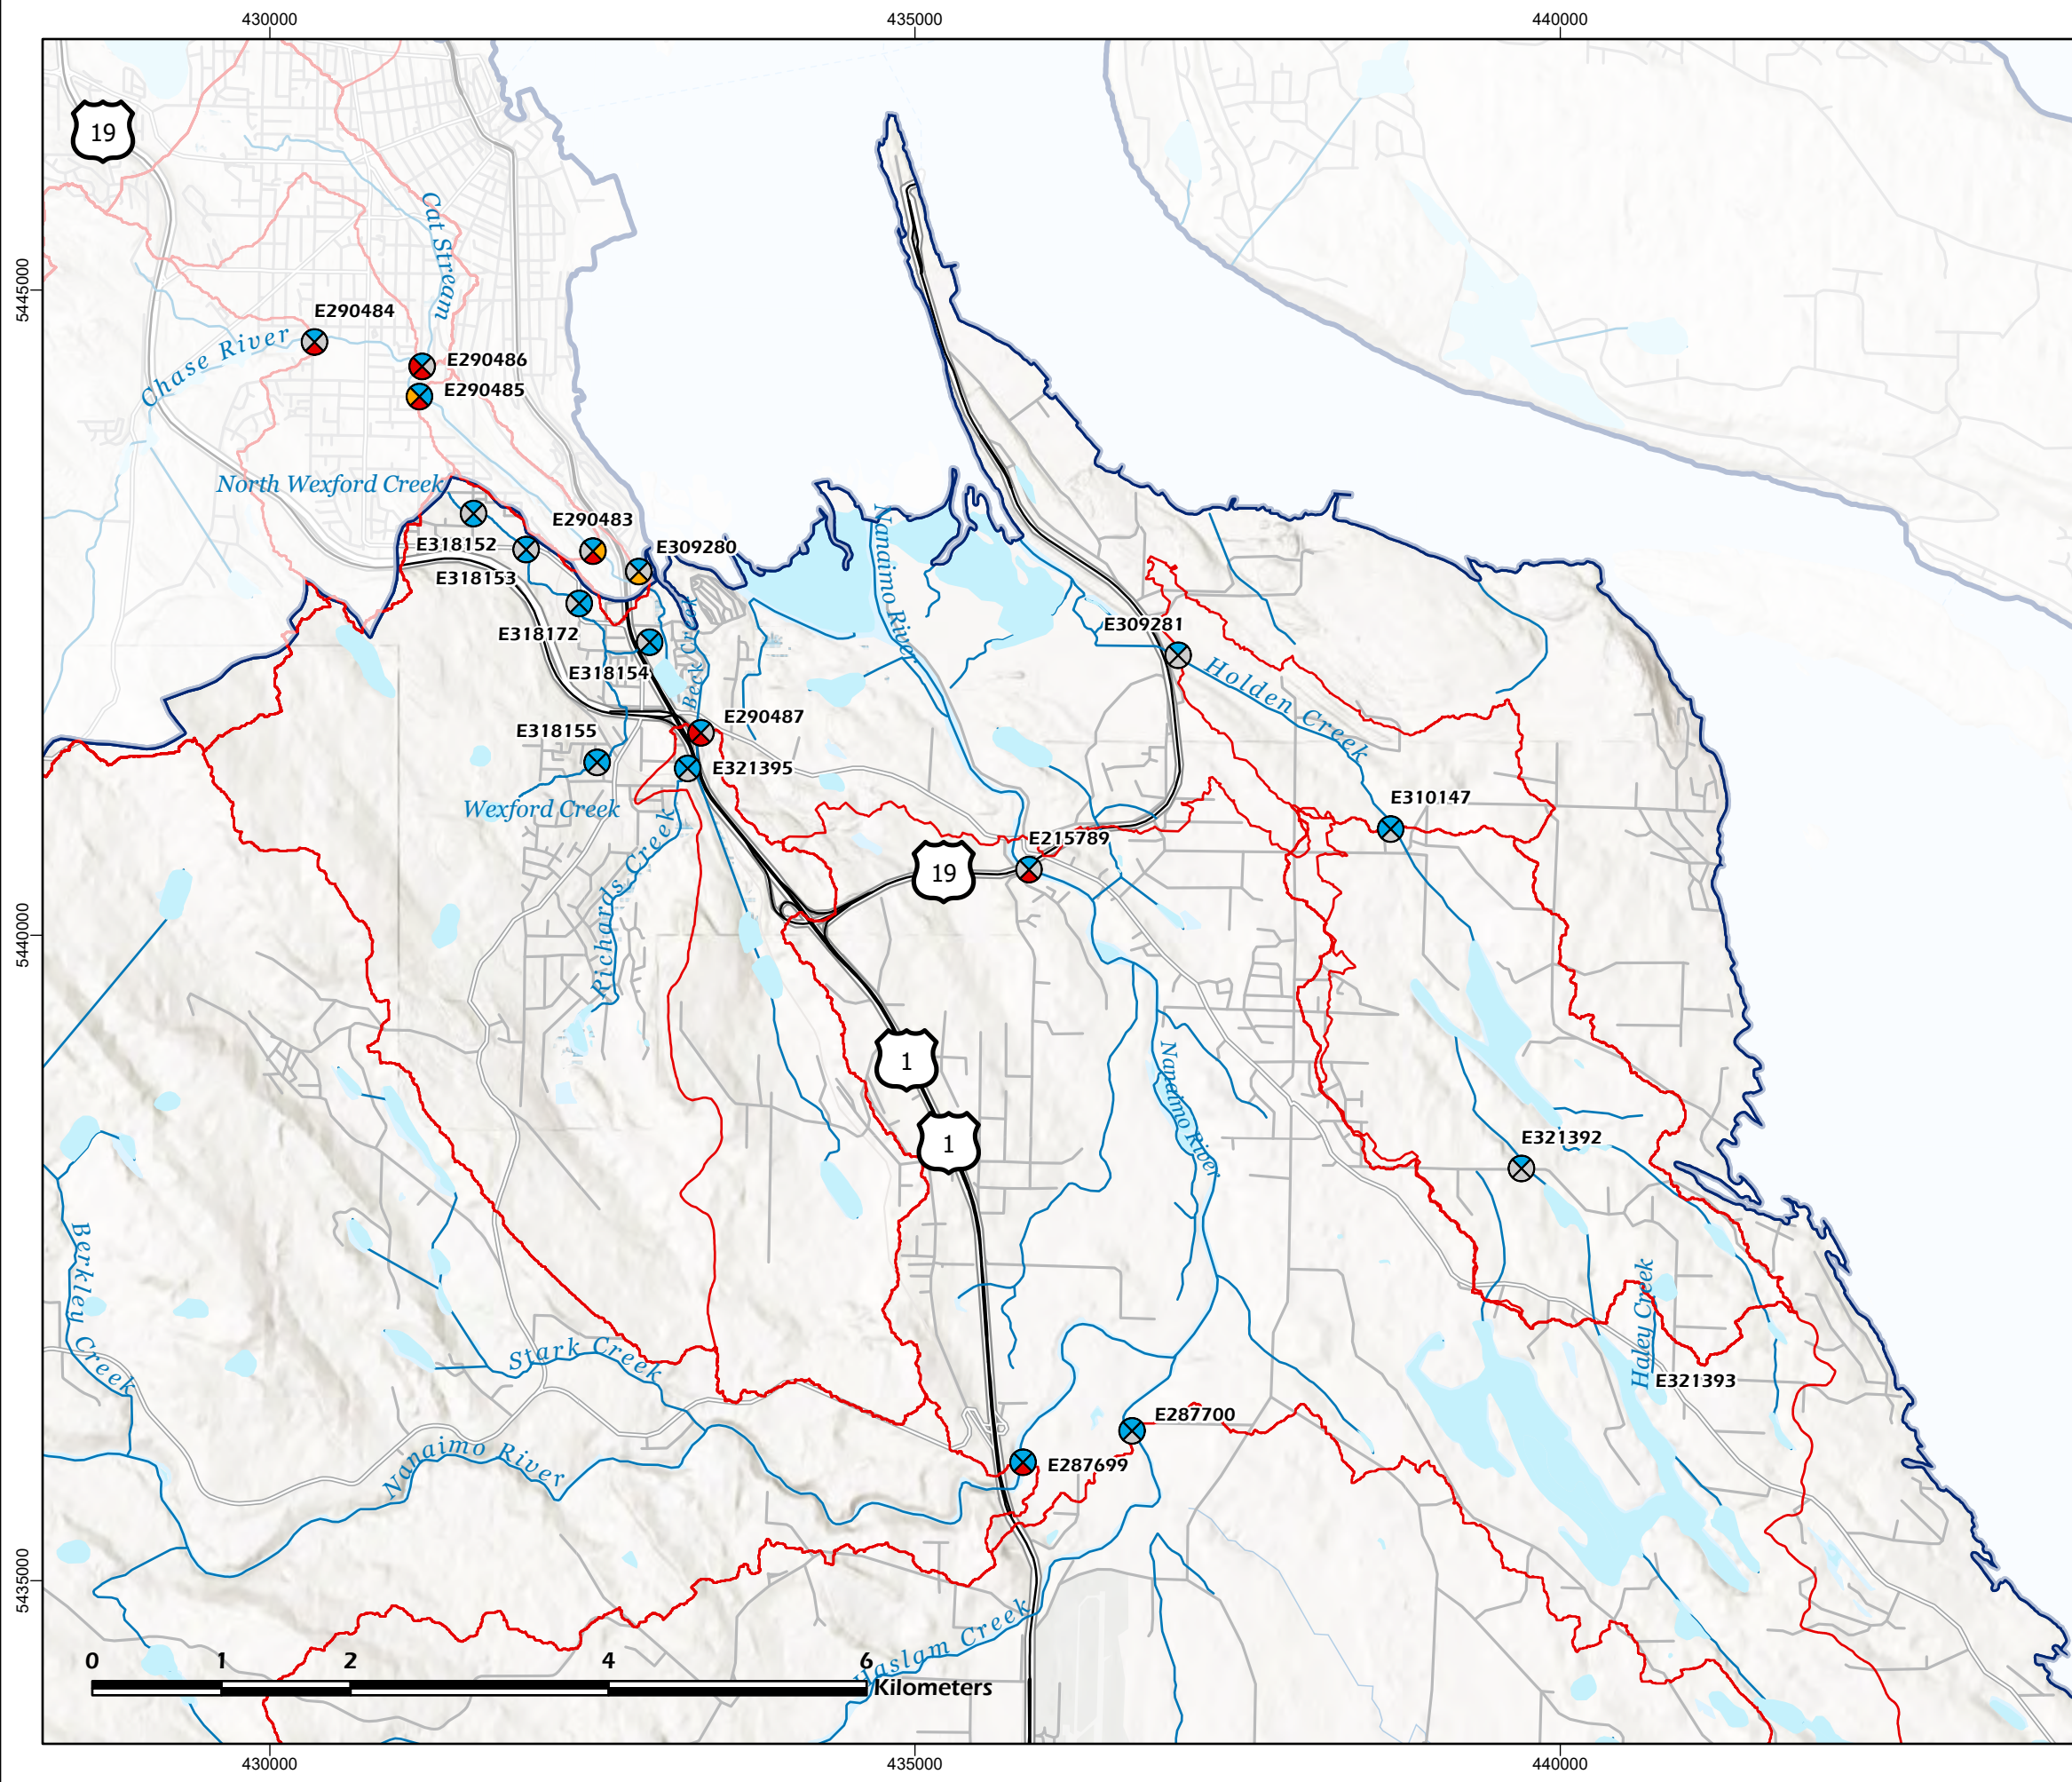 430000
435000
440000
19
Cat Stream
5445000
E290484
Chase River
E290486
E290485
North Wexford Creek
E290483
E318152
E309280
Nanaimo River
E318153
E309281
E318172
Beck Creek
E318154
Holden Creek
E290487
E318155
E321395
E310147
Wexford Creek
E215789
19
Richards Creek
5440000
1
Nanaimo River
1
E321392
Berkley Creek
Haley Creek
Stark Creek
E321393
E287700
Nanaimo River
E287699
5435000
Haslam Creek
0 1 2 4 6
Kilometers
430000
435000
440000